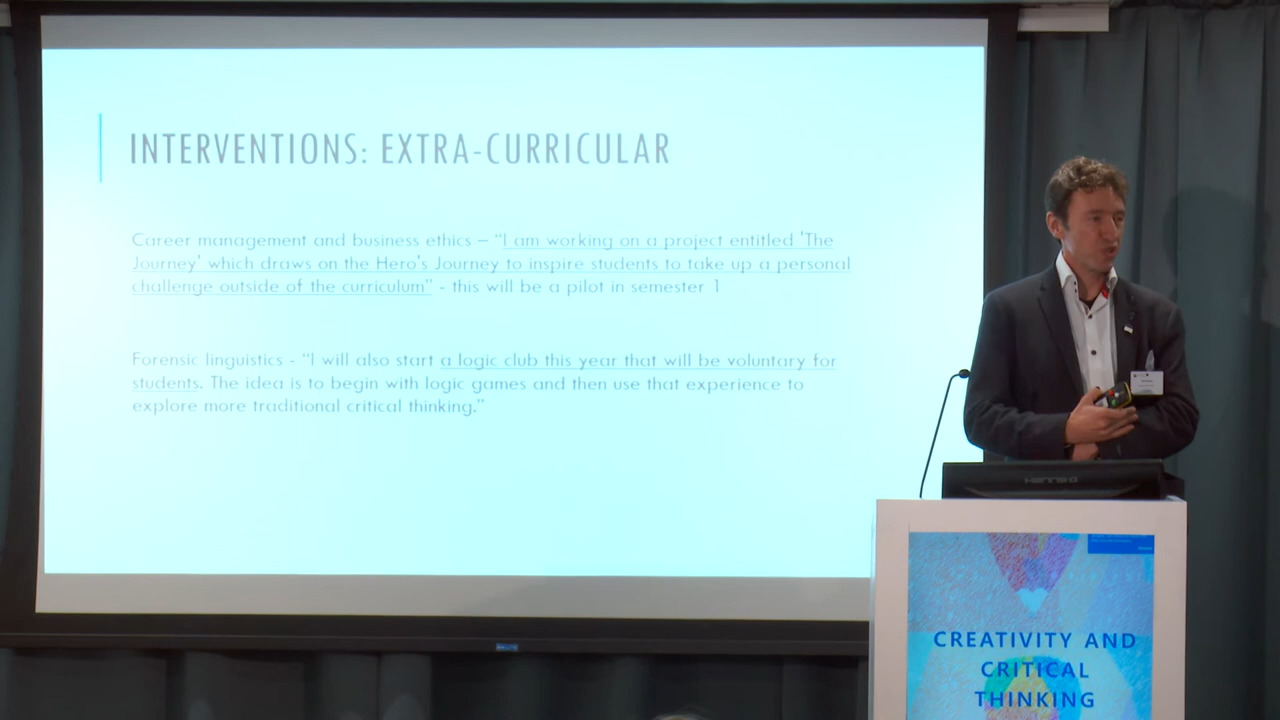 INTERVENTIONS: EXTRA-CURRICULAR
Career management and business ethics – “I am working on a project entitled 'The
Journey' which draws on the Hero's Journey to inspire students to take up a personal
challenge outside of the curriculum” - this will be a pilot in semester 1
Forensic linguistics - “I will also start a logic club this year that will be voluntary for
students. The idea is to begin with logic games and then use that experience to
explore more traditional critical thinking.”
HANNS-G
CREATIVITY AND
CRITICAL
THINKING